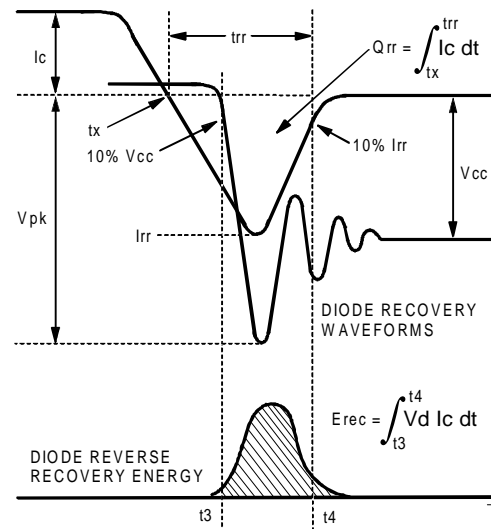 trr
Ic
Qrr = ∫ trr tx Ic dt
tx
10% Vcc
10% Irr
Vpk
Vcc
Irr
DIODE RECOVERY
WAVEFORMS
Erec = ∫ t4 t3 Vd Ic dt
DIODE REVERSE
RECOVERY ENERGY
t3
t4